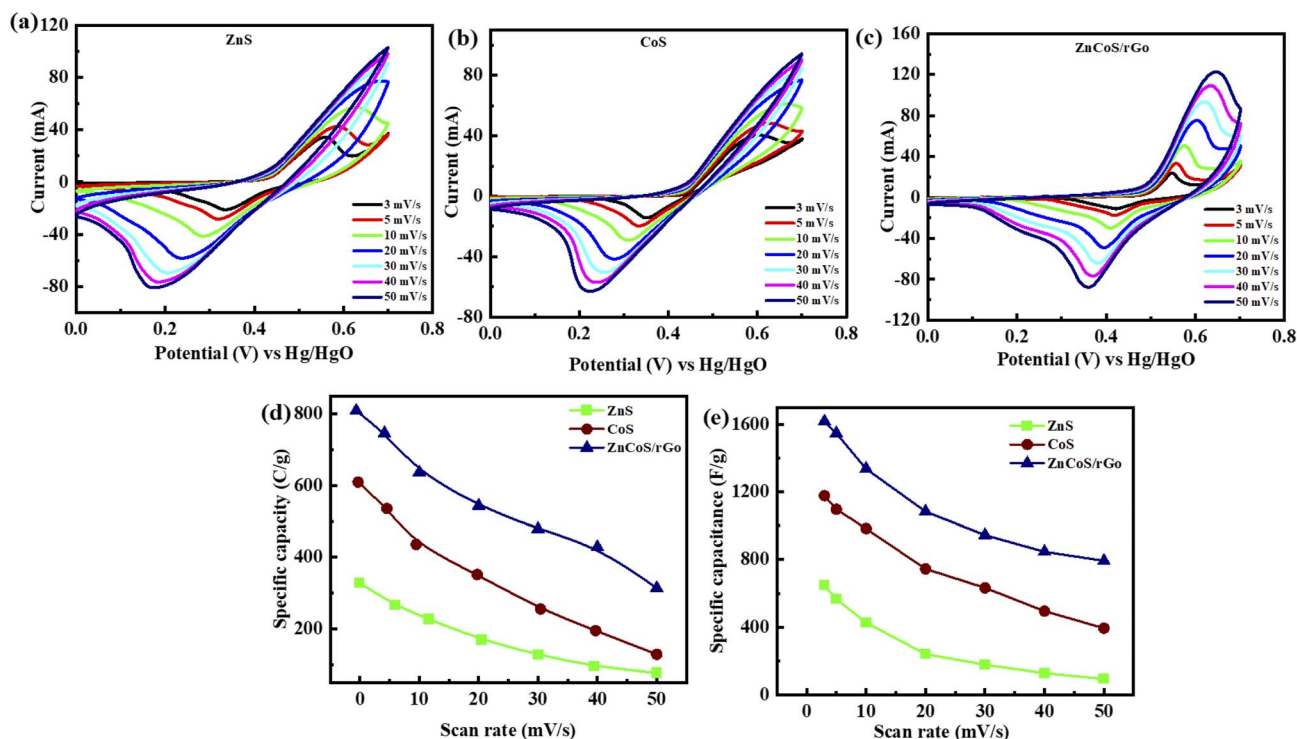 (a)
ZnS
120
80
40
0
-40
-80
Current (mA)
3 mV/s
5 mV/s
10 mV/s
20 mV/s
30 mV/s
40 mV/s
50 mV/s
0.0 0.2 0.4 0.6 0.8
Potential (V) vs Hg/HgO
(b)
CoS
120
80
40
0
-40
-80
Current (mA)
3 mV/s
5 mV/s
10 mV/s
20 mV/s
30 mV/s
40 mV/s
50 mV/s
0.0 0.2 0.4 0.6 0.8
Potential (V) vs Hg/HgO
(c)
ZnCoS/rGo
160
120
80
40
0
-40
-80
-120
Current (mA)
3 mV/s
5 mV/s
10 mV/s
20 mV/s
30 mV/s
40 mV/s
50 mV/s
0.0 0.2 0.4 0.6 0.8
Potential (V) vs Hg/HgO
(d)
800
600
400
200
Specific capacity (C/g)
ZnS
CoS
ZnCoS/rGo
0 10 20 30 40 50
Scan rate (mV/s)
(e)
1600
1200
800
400
0
Specific capacitance (F/g)
ZnS
CoS
ZnCoS/rGo
0 10 20 30 40 50
Scan rate (mV/s)